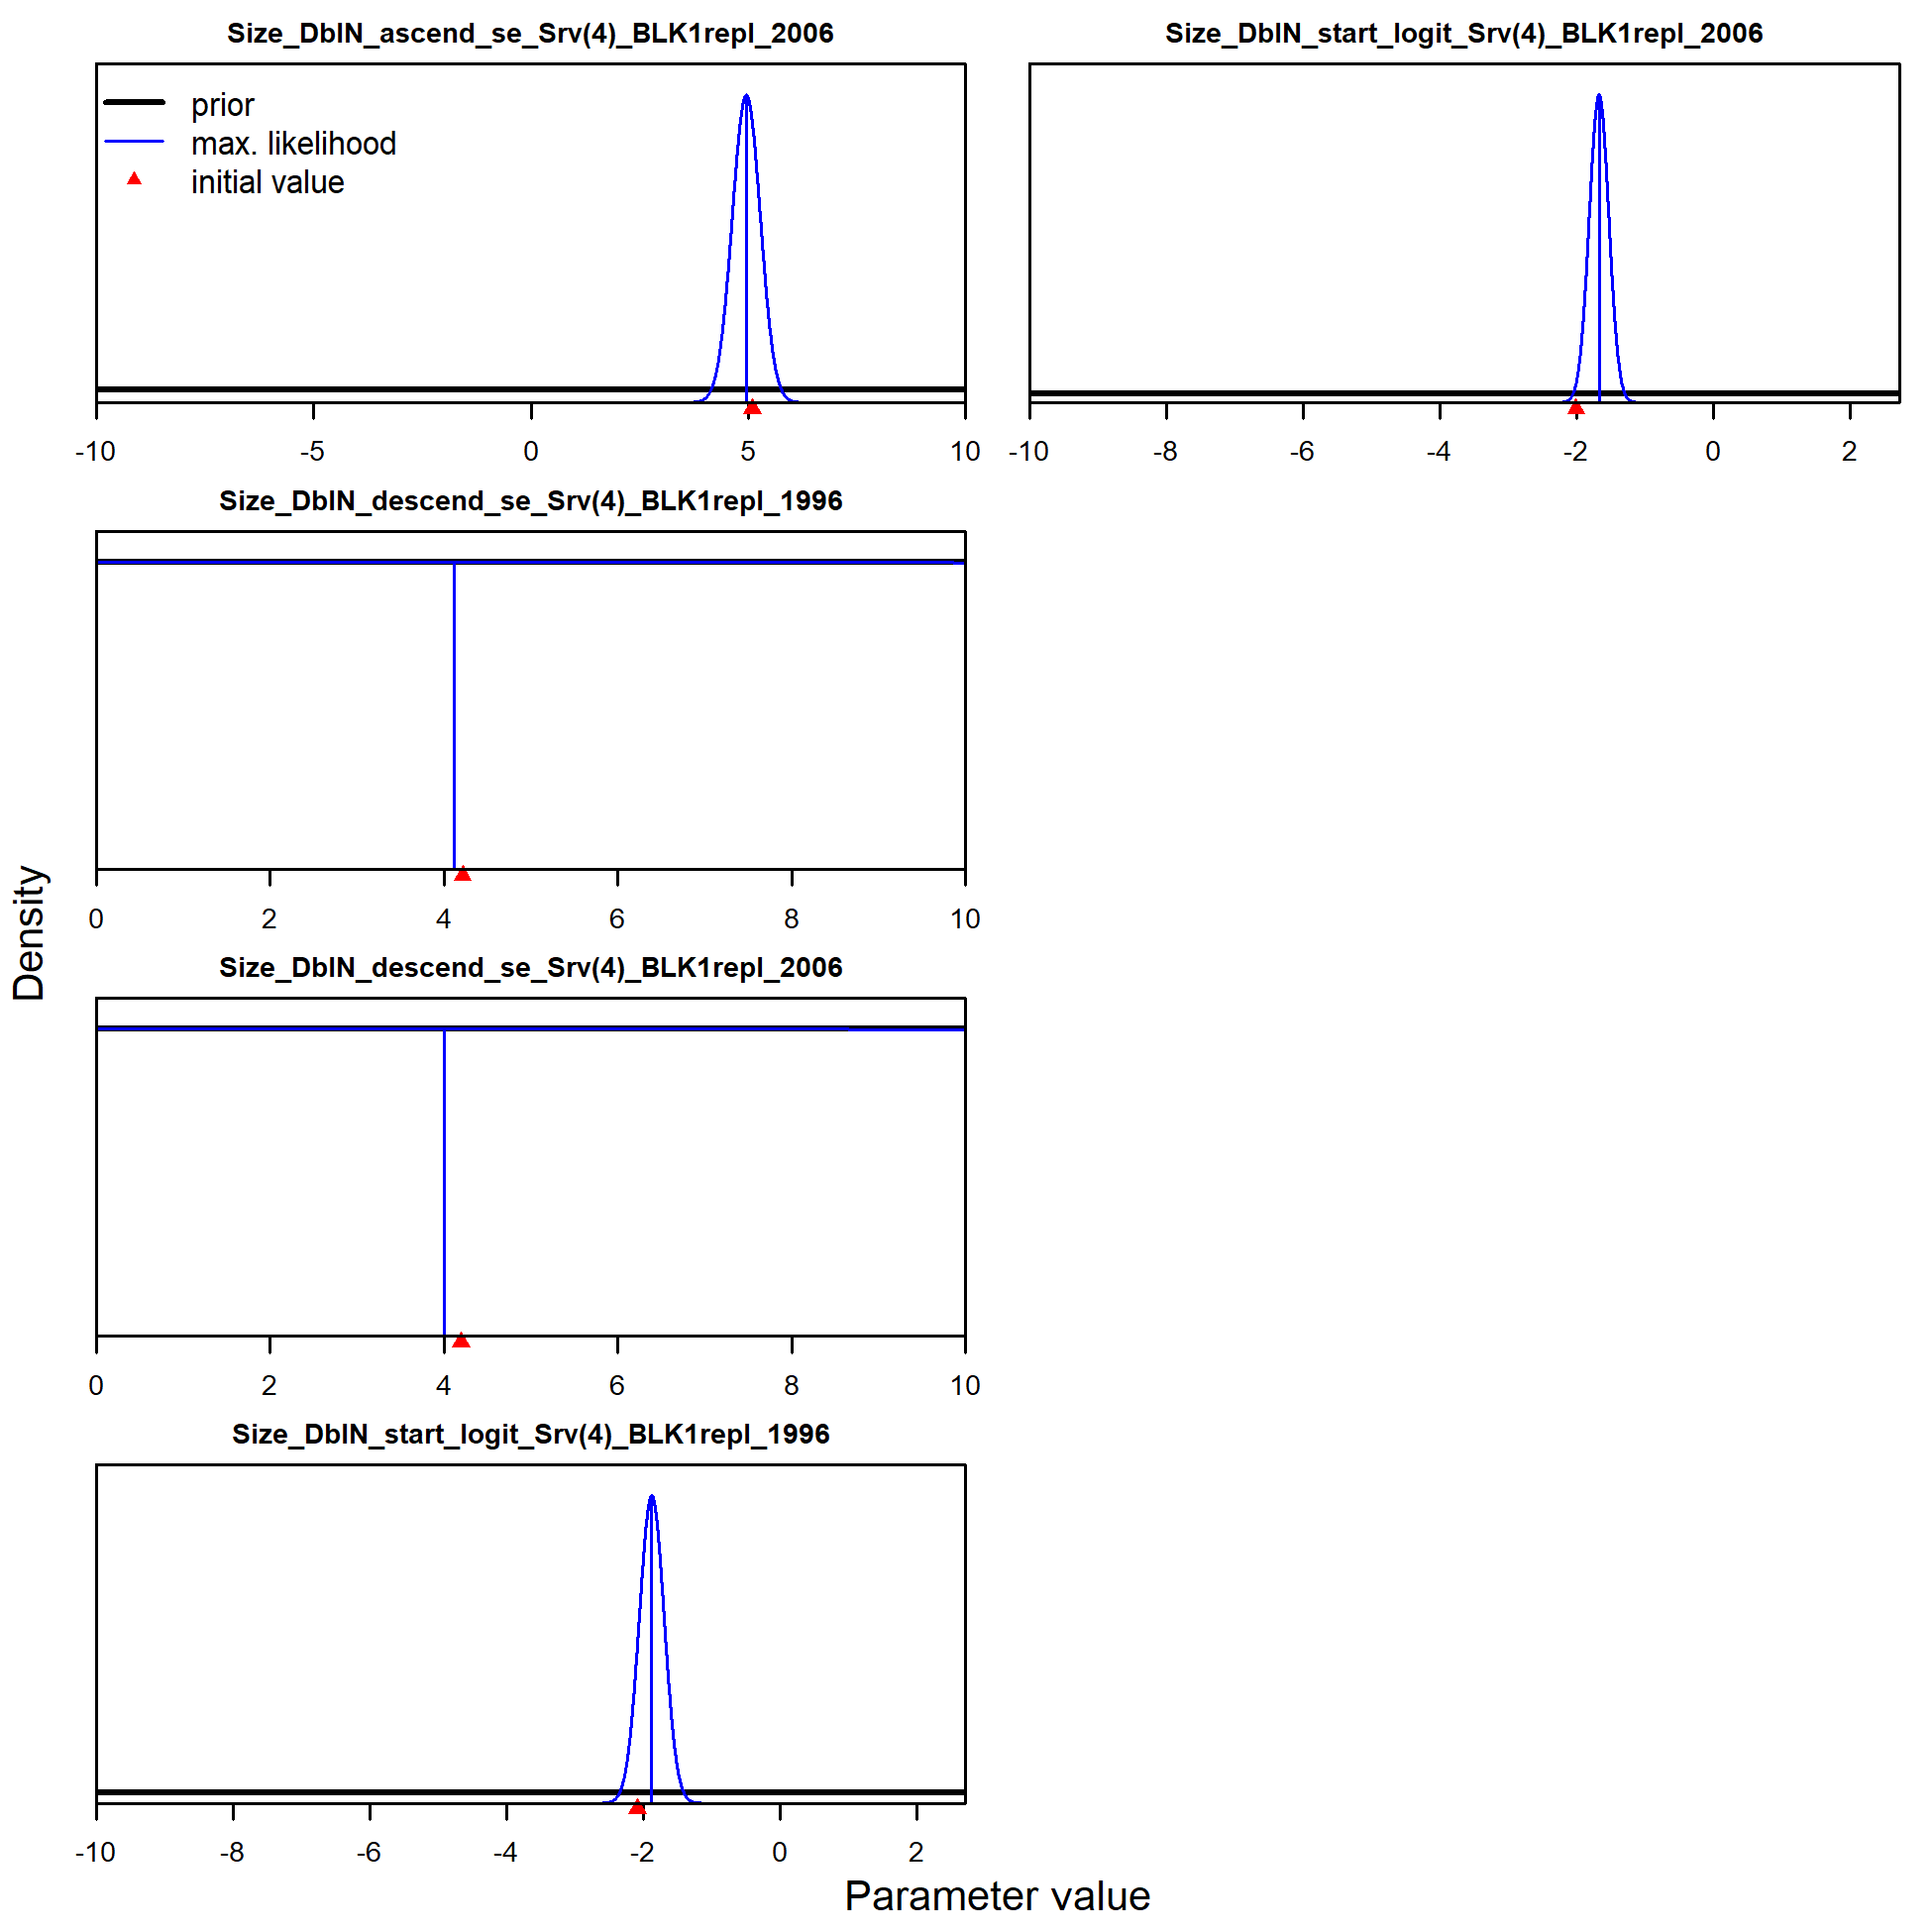 Size_DblN_ascend_se_Srv(4)_BLK1repl_2006
prior
max. likelihood
initial value
-10 -5 0 5 10
Size_DblN_start_logit_Srv(4)_BLK1repl_2006
-10 -8 -6 -4 -2 0 2
Size_DblN_descend_se_Srv(4)_BLK1repl_1996
0 2 4 6 8 10
Size_DblN_descend_se_Srv(4)_BLK1repl_2006
0 2 4 6 8 10
Size_DblN_start_logit_Srv(4)_BLK1repl_1996
-10 -8 -6 -4 -2 0 2
Density
Parameter value